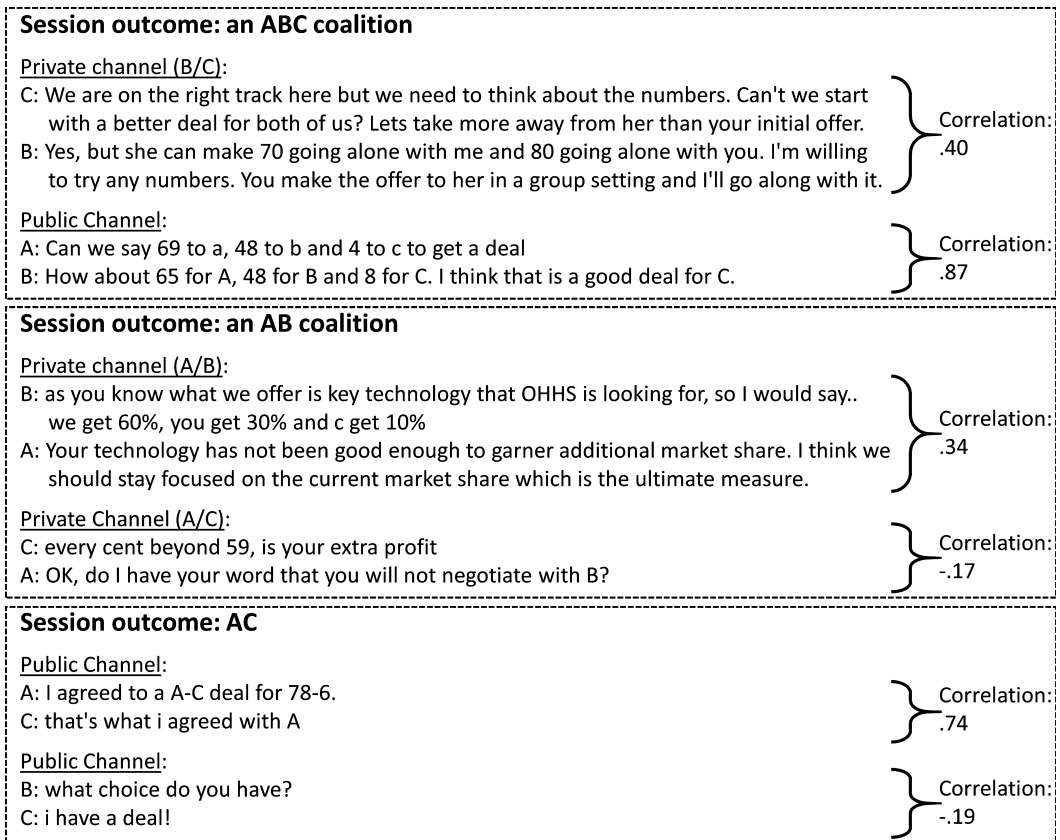 Session outcome: an ABC coalition
Private channel (B/C):
C: We are on the right track here but we need to think about the numbers. Can't we start
with a better deal for both of us? Lets take more away from her than your initial offer.
B: Yes, but she can make 70 going alone with me and 80 going alone with you. I'm willing
to try any numbers. You make the offer to her in a group setting and I'll go along with it.
Correlation:
.40
Public Channel:
A: Can we say 69 to a, 48 to b and 4 to c to get a deal
B: How about 65 for A, 48 for B and 8 for C. I think that is a good deal for C.
Correlation:
.87
Session outcome: an AB coalition
Private channel (A/B):
B: as you know what we offer is key technology that OHHS is looking for, so I would say..
we get 60%, you get 30% and c get 10%
A: Your technology has not been good enough to garner additional market share. I think we
should stay focused on the current market share which is the ultimate measure.
Correlation:
.34
Private Channel (A/C):
C: every cent beyond 59, is your extra profit
A: OK, do I have your word that you will not negotiate with B?
Correlation:
-.17
Session outcome: AC
Public Channel:
A: I agreed to a A-C deal for 78-6.
C: that's what i agreed with A
Correlation:
.74
Public Channel:
B: what choice do you have?
C: i have a deal!
Correlation:
-.19